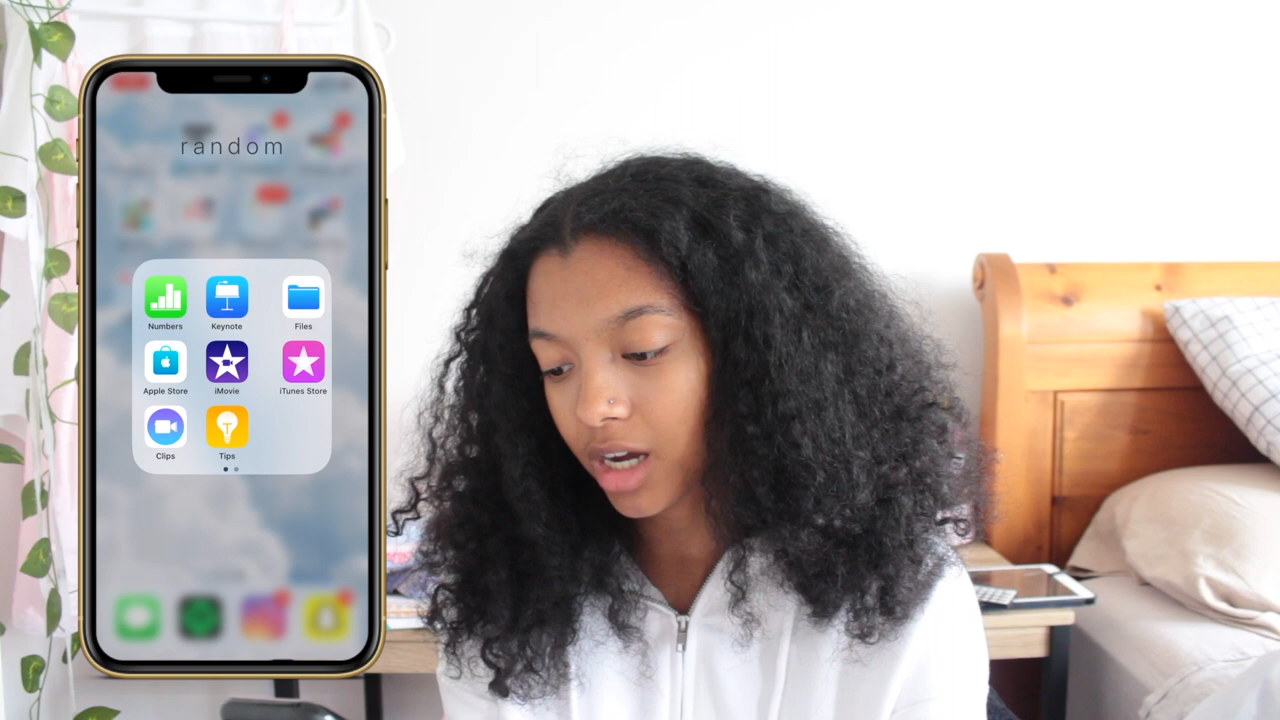 random
Numbers Keynote Files
Apple Store iMovie iTunes Store
Clips Tips